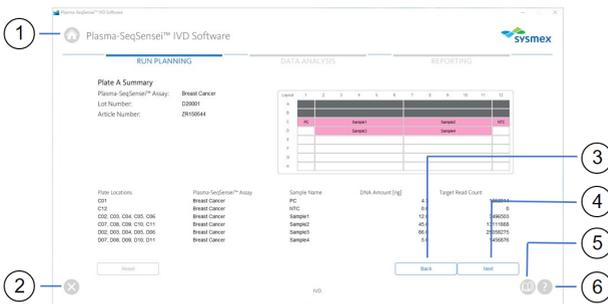 Plasma-SeqSensei™ IVD Software
1
Plasma-SeqSensei™ IVD Software
sysmex
RUN PLANNING DATA ANALYSIS REPORTING
Plate A Summary
Plasma-SeqSensei™ Assay: Breast Cancer
Lot Number: D20001
Article Number: ZR150544
Layout 1 2 3 4 5 6 7 8 9 10 11 12
A
B
C PC Sample1 Sample2 NTC
D Sample3 Sample4
E
F
G
H
3
Plate Locations Plasma-SeqSensei™ Assay Sample Name DNA Amount [ng] Target Read Count
C01 Breast Cancer PC
C12 Breast Cancer NTC 0
C02, C03, C04, C05, C06 Breast Cancer Sample1
C07, C08, C09, C10, C11 Breast Cancer Sample2
D02, D03, D04, D05, D06 Breast Cancer Sample3
D07, D08, D09, D10, D11 Breast Cancer Sample4
4
5
Reset Back Next
2
IVD
?
6